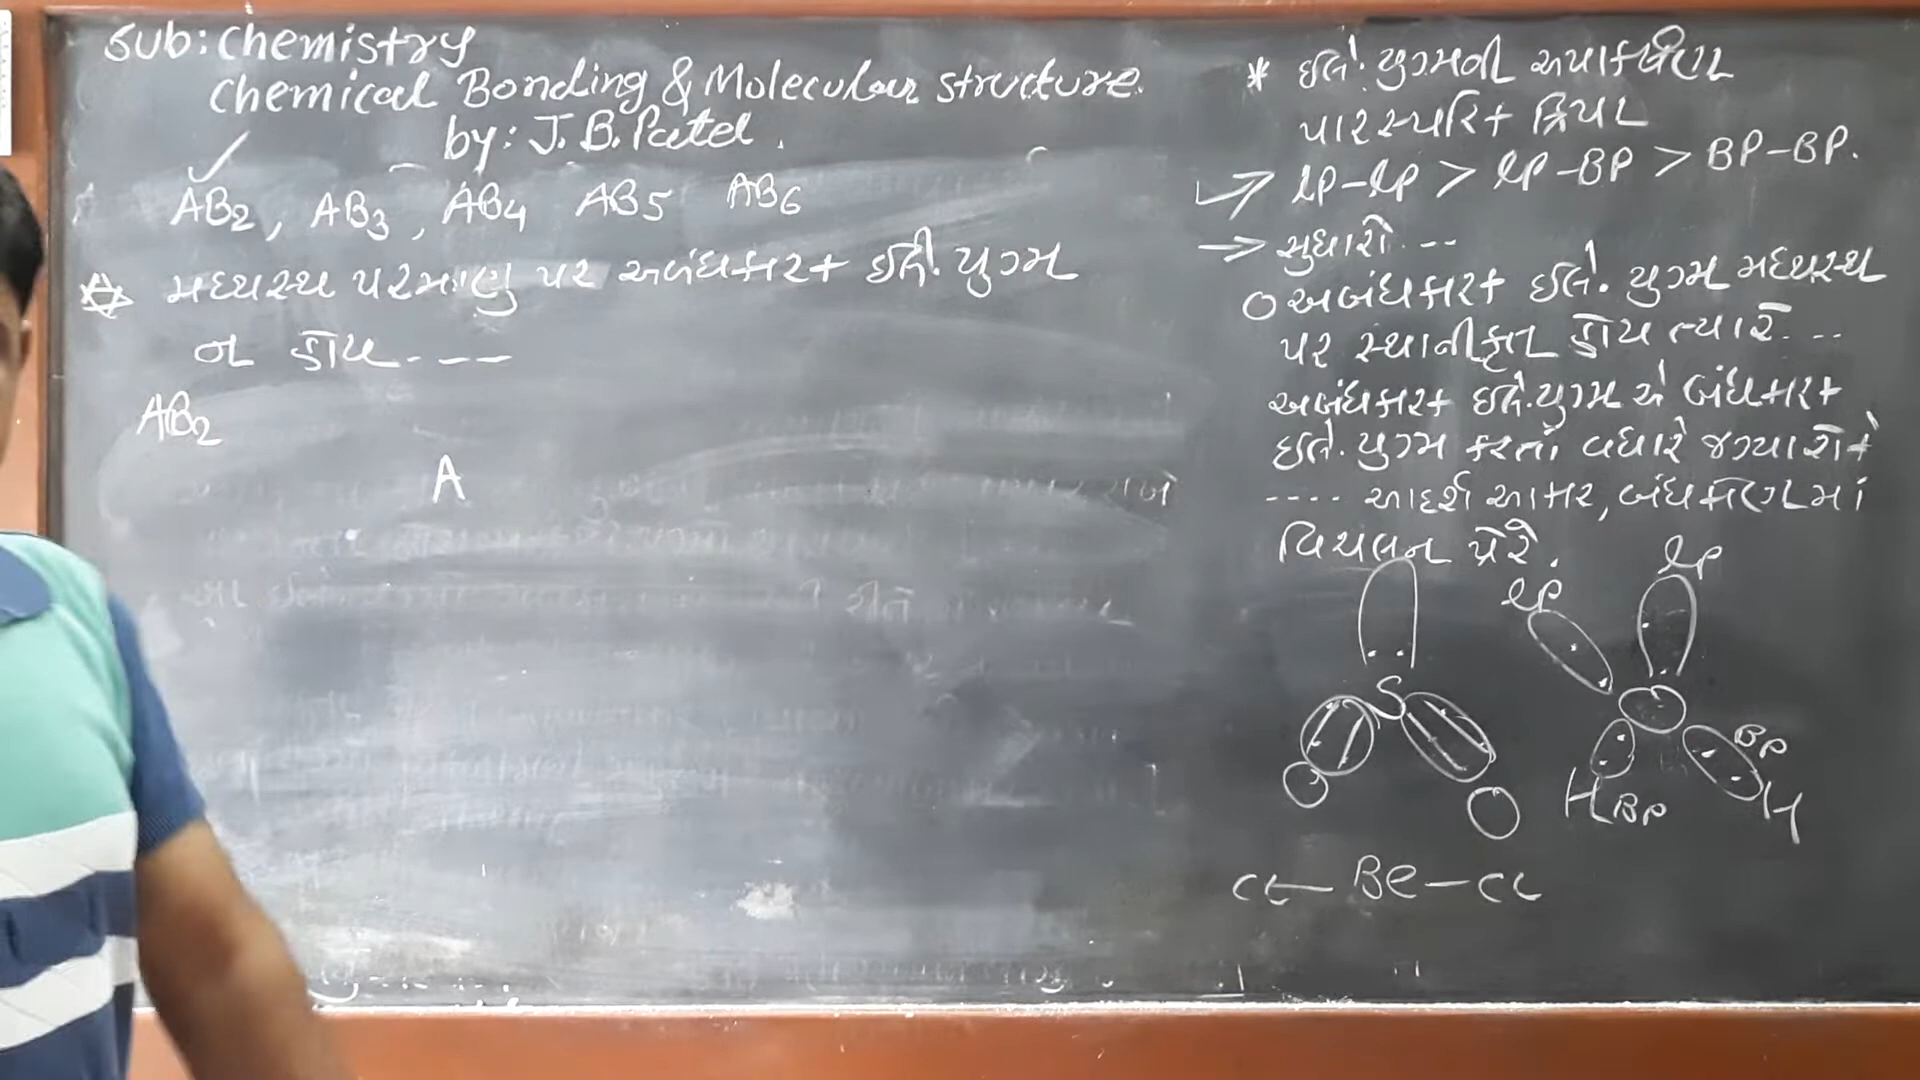 Sub: Chemistry
Chemical Bonding & Molecular structure.
by: J. B. Patel.
AB2, AB3, AB4 AB5 AB6
મધ્યસ્થ પરમાણુ પર અબંધકારક ઇલે. યુગ્મ
ન હોય----
AB2
A
* ઇલે. યુગ્મની અપાકર્ષણ
પારસ્પરિક ક્રિયા
→ lp-lp > lp-BP > BP-BP.
→ સુધારો --
અબંધકારક ઇલે. યુગ્મ મધ્યસ્થ
પર સ્થાનીકૃત હોય ત્યારે ...
અબંધકારક ઇલે. યુગ્મ એ બંધકારક
ઇલે. યુગ્મ કરતાં વધારે જગ્યા રોકે
---- આદર્શ આકાર, બંધકોણમાં
વિચલન પ્રેરે.
lp
lp
S
BP
H BP
H
Cl — Be — Cl